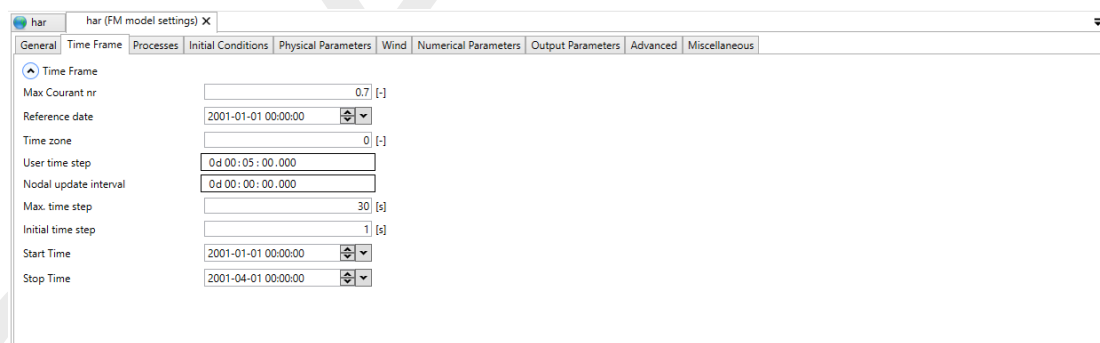 har har (FM model settings) X
General Time Frame Processes Initial Conditions Physical Parameters Wind Numerical Parameters Output Parameters Advanced Miscellaneous
Time Frame
Max Courant nr 0.7 [-]
Reference date 2001-01-01 00:00:00
Time zone 0 [-]
User time step 0d 00:05:00.000
Nodal update interval 0d 00:00:00.000
Max. time step 30 [s]
Initial time step 1 [s]
Start Time 2001-01-01 00:00:00
Stop Time 2001-04-01 00:00:00